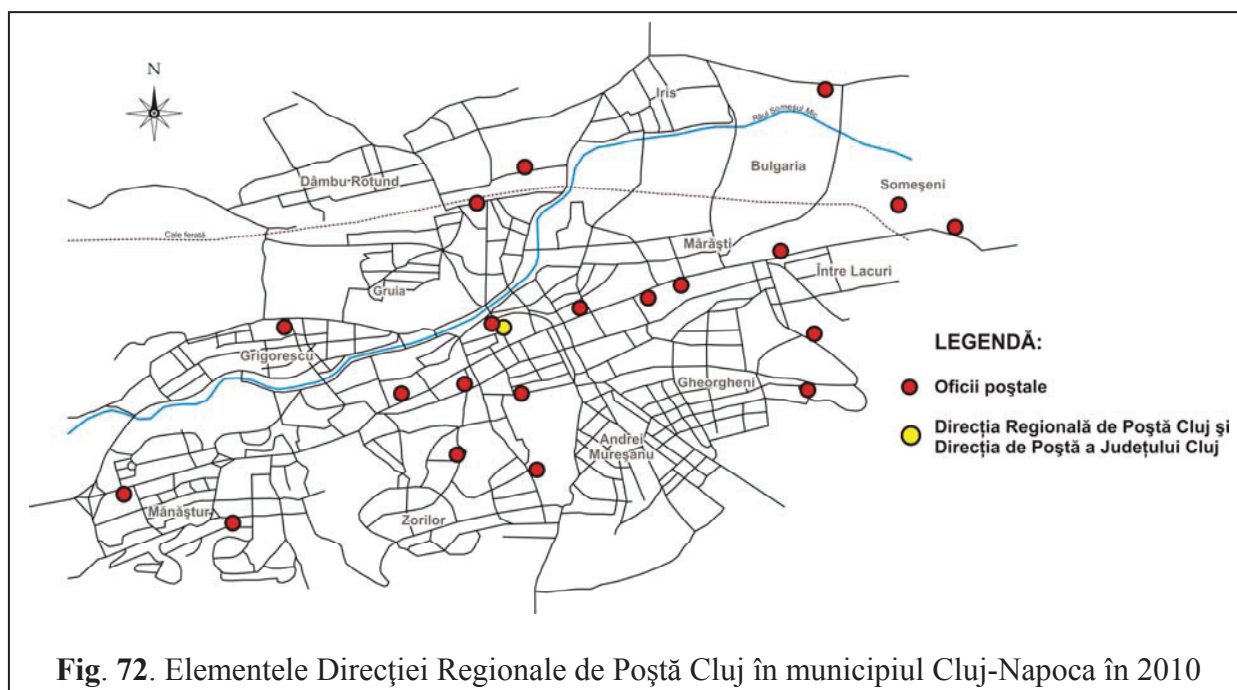 N
Iris
Râul Someşul Mic
Bulgaria
Dâmbu-Rotund
Someşeni
Cale ferată
Mărăşti
Între Lacuri
Gruia
Grigorescu
Gheorgheni
Andrei
Mureşanu
Mănăştur
Zorilor
LEGENDĂ:
Oficii poştale
Direcţia Regională de Poştă Cluj şi
Direcţia de Poştă a Judeţului Cluj
Fig. 72. Elementele Direcţiei Regionale de Poştă Cluj în municipiul Cluj-Napoca în 2010